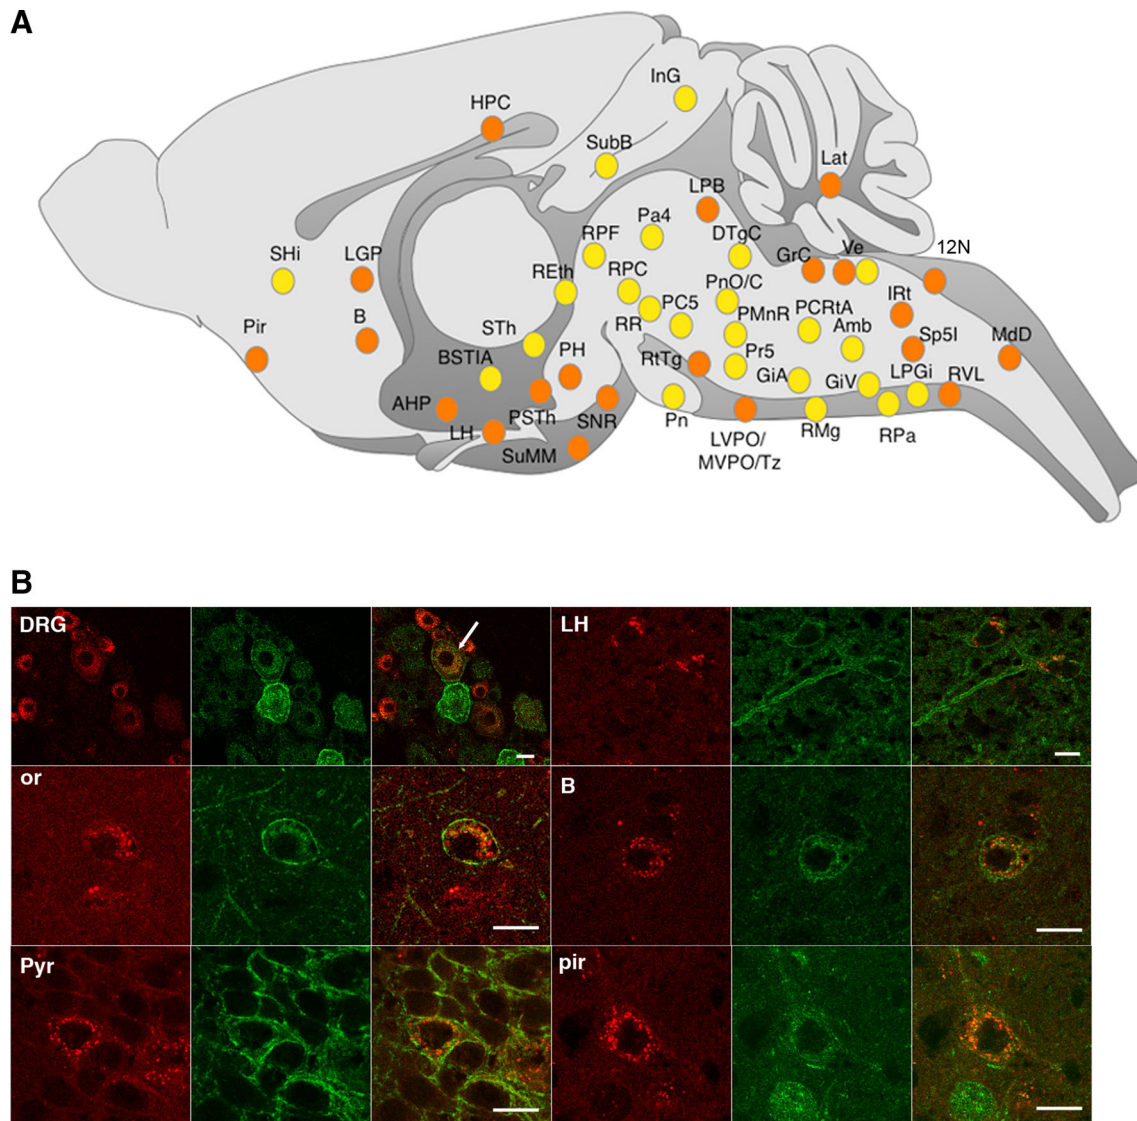 A
InG
HPC
SubB
Lat
LPB
Pa4
DTgC
RPF
Ve
12N
SHi
LGP
GrC
REth
RPC
PnO/C
IRt
PC5
PMnR
PCRtA
B
RR
Amb
Pir
STh
Sp5I
MdD
BSTIA
PH
RtTg
Pr5
GiA
GiV
LPGi
RVL
AHP
PSTh
SNR
Pn
RMg
RPa
LH
SuMM
LVPO/
MVPO/Tz
B
DRG
LH
or
B
Pyr
pir